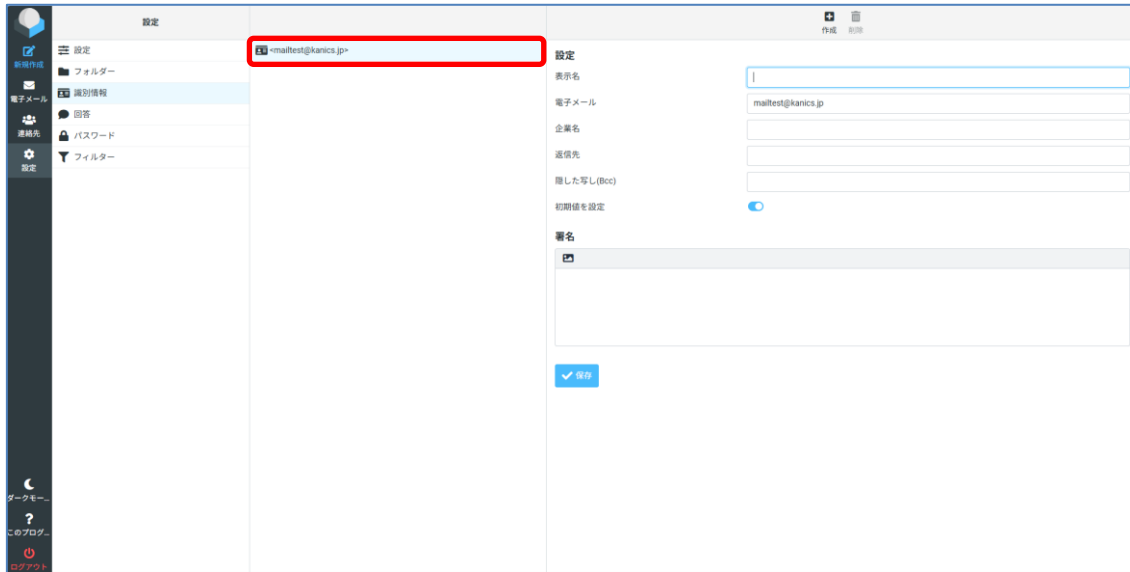 設定
作成
削除
新規作成
電子メール
連絡先
設定
設定
フォルダー
識別情報
回答
パスワード
フィルター
<mailtest@kanics.jp>
設定
表示名
電子メール
mailtest@kanics.jp
企業名
返信先
隠した写し(Bcc)
初期値を設定
署名
保存
ダークモー...
このプログ...
ログアウト